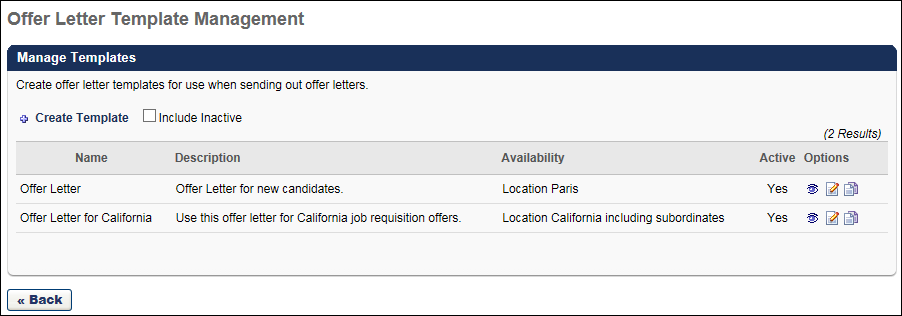 Offer Letter Template Management
Manage Templates
Create offer letter templates for use when sending out offer letters.
Create Template Include Inactive
(2 Results)
Name Description Availability Active Options
Offer Letter Offer Letter for new candidates. Location Paris Yes
Offer Letter for California Use this offer letter for California job requisition offers. Location California including subordinates Yes
« Back